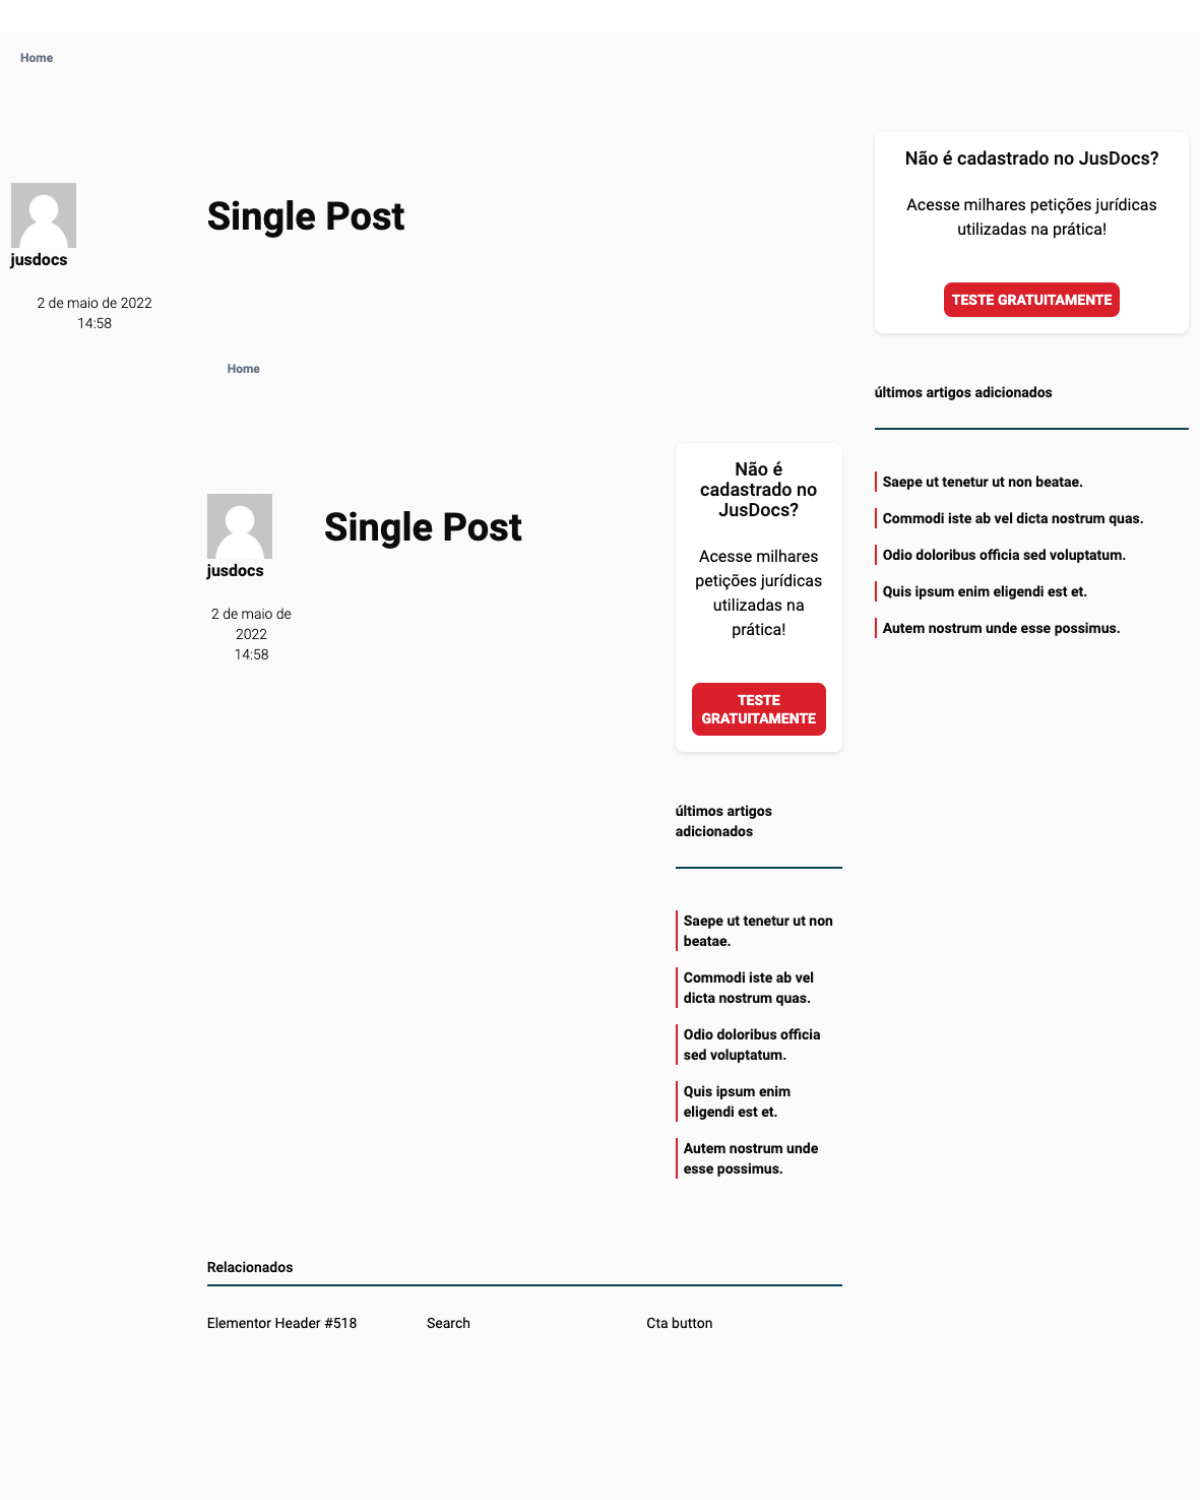 Home
jusdocs
2 de maio de 2022
14:58
Single Post
Não é cadastrado no JusDocs?
Acesse milhares petições jurídicas
utilizadas na prática!
TESTE GRATUITAMENTE
últimos artigos adicionados
Saepe ut tenetur ut non beatae.
Commodi iste ab vel dicta nostrum quas.
Odio doloribus officia sed voluptatum.
Quis ipsum enim eligendi est et.
Autem nostrum unde esse possimus.
Home
jusdocs
2 de maio de
2022
14:58
Single Post
Não é
cadastrado no
JusDocs?
Acesse milhares
petições jurídicas
utilizadas na
prática!
TESTE
GRATUITAMENTE
últimos artigos
adicionados
Saepe ut tenetur ut non
beatae.
Commodi iste ab vel
dicta nostrum quas.
Odio doloribus officia
sed voluptatum.
Quis ipsum enim
eligendi est et.
Autem nostrum unde
esse possimus.
Relacionados
Elementor Header #518
Search
Cta button